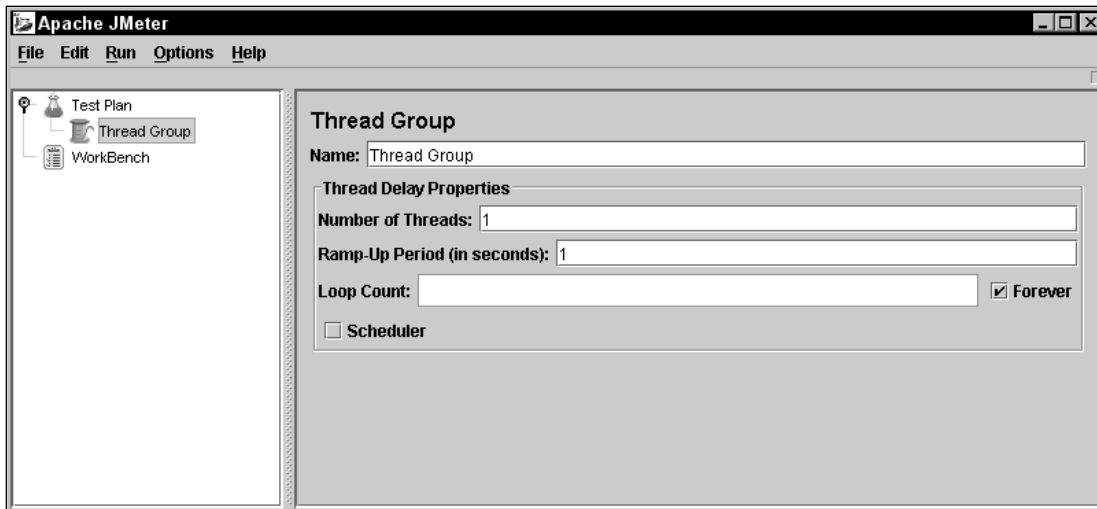 Apache JMeter
File Edit Run Options Help
Test Plan
Thread Group
WorkBench
Thread Group
Name: Thread Group
Thread Delay Properties
Number of Threads: 1
Ramp-Up Period (in seconds): 1
Loop Count: Forever
Scheduler